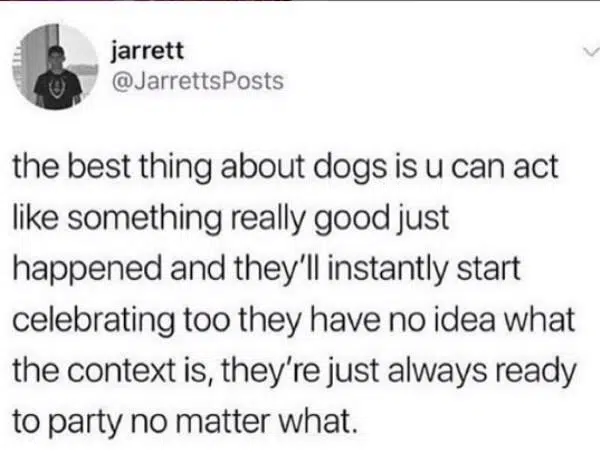 jarrett
@JarrettsPosts
the best thing about dogs is u can act
like something really good just
happened and they'll instantly start
celebrating too they have no idea what
the context is, they're just always ready
to party no matter what.